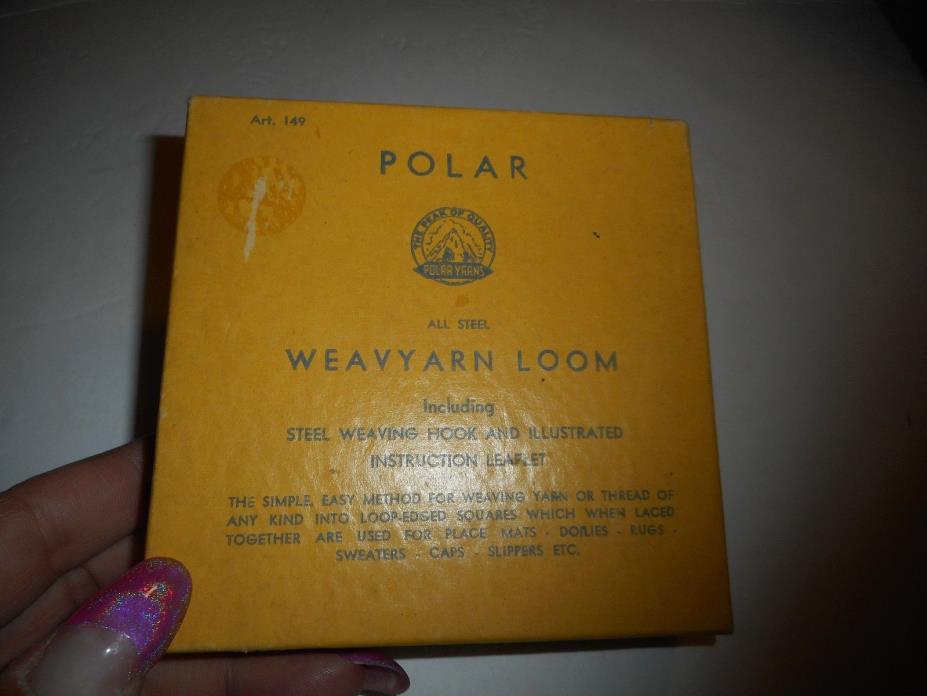 Art. 149
POLAR
THE PEAK OF QUALITY
POLAR YARNS
ALL STEEL
WEAVYARN LOOM
Including
STEEL WEAVING HOOK AND ILLUSTRATED
INSTRUCTION LEAFLET
THE SIMPLE, EASY METHOD FOR WEAVING YARN OR THREAD OF
ANY KIND INTO LOOP-EDGED SQUARES WHICH WHEN LACED
TOGETHER ARE USED FOR PLACE MATS - DOILIES - RUGS -
SWEATERS - CAPS - SLIPPERS ETC.